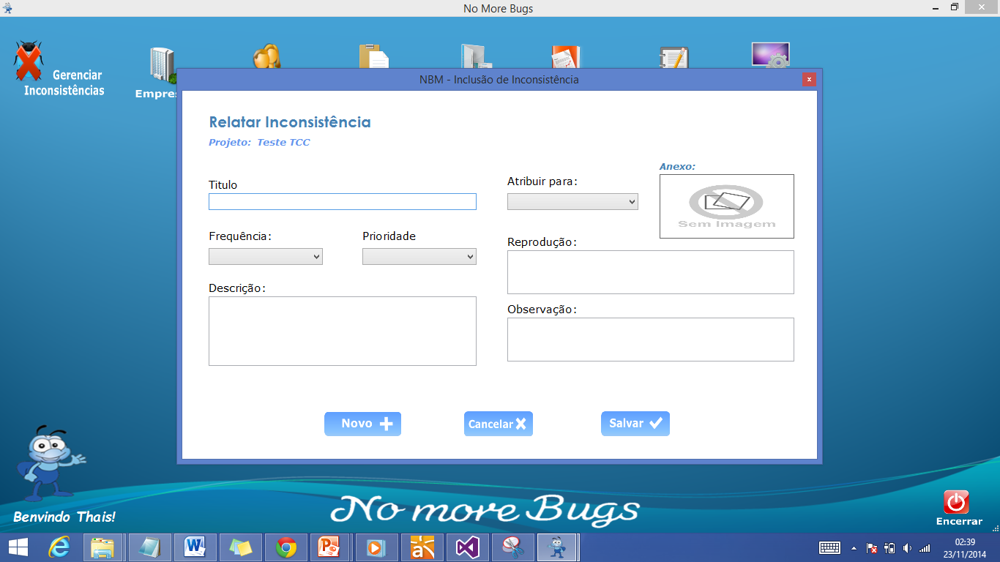 No More Bugs
Gerenciar
Inconsistências
Empres
NBM - Inclusão de Inconsistência
x
Relatar Inconsistência
Projeto: Teste TCC
Titulo
Atribuir para:
Anexo:
Sem Imagem
Frequência:
Prioridade
Reprodução:
Descrição:
Observação:
Novo
Cancelar
Salvar
Benvindo Thais!
No more Bugs
Encerrar
02:39
23/11/2014